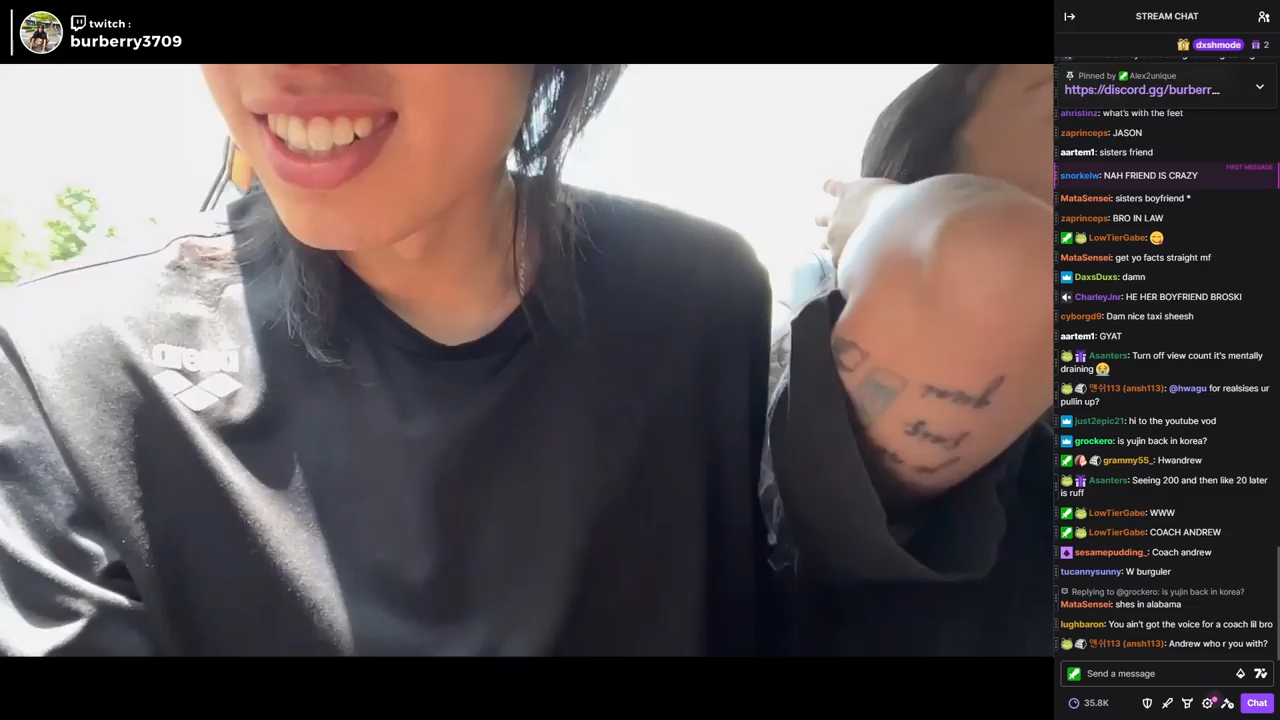 twitch :
burberry3709
STREAM CHAT
dxshmode
2
Pinned by Alex2unique
https://discord.gg/burberr...
ahristinz: what's with the feet
zaprinceps: JASON
aartem1: sisters friend
FIRST MESSAGE
snorkelw: NAH FRIEND IS CRAZY
MataSensei: sisters boyfriend *
zaprinceps: BRO IN LAW
LowTierGabe: 😋
MataSensei: get yo facts straight mf
DaxsDuxs: damn
CharleyJnr: HE HER BOYFRIEND BROSKI
cyborgd9: Dam nice taxi sheesh
aartem1: GYAT
Asanters: Turn off view count it's mentally
draining 😭
앤쉬113 (ansh113): @hwagu for realsises ur
pullin up?
just2epic21: hi to the youtube vod
grockero: is yujin back in korea?
grammy55_: Hwandrew
Asanters: Seeing 200 and then like 20 later
is ruff
LowTierGabe: WWW
LowTierGabe: COACH ANDREW
sesamepudding_: Coach andrew
tucannysunny: W burguler
Replying to @grockero: is yujin back in korea?
MataSensei: shes in alabama
lughbaron: You ain't got the voice for a coach lil bro
앤쉬113 (ansh113): Andrew who r you with?
Send a message
35.8K
Chat
arena